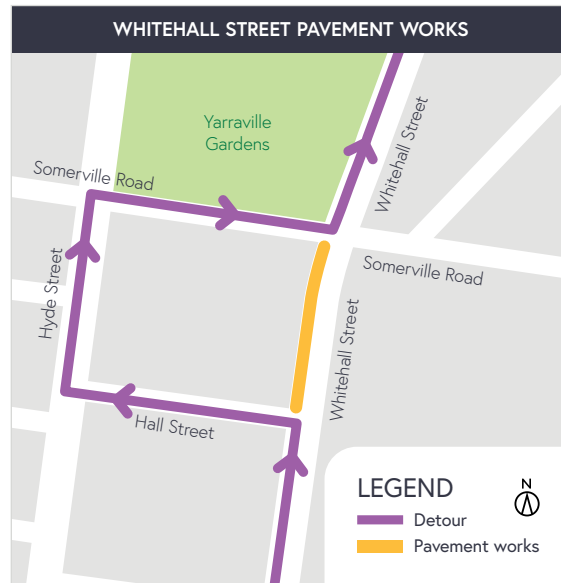 WHITEHALL STREET PAVEMENT WORKS
Yarraville
Gardens
Whitehall Street
Somerville Road
Somerville Road
Hyde Street
Whitehall Street
Hall Street
LEGEND
N
Detour
Pavement works